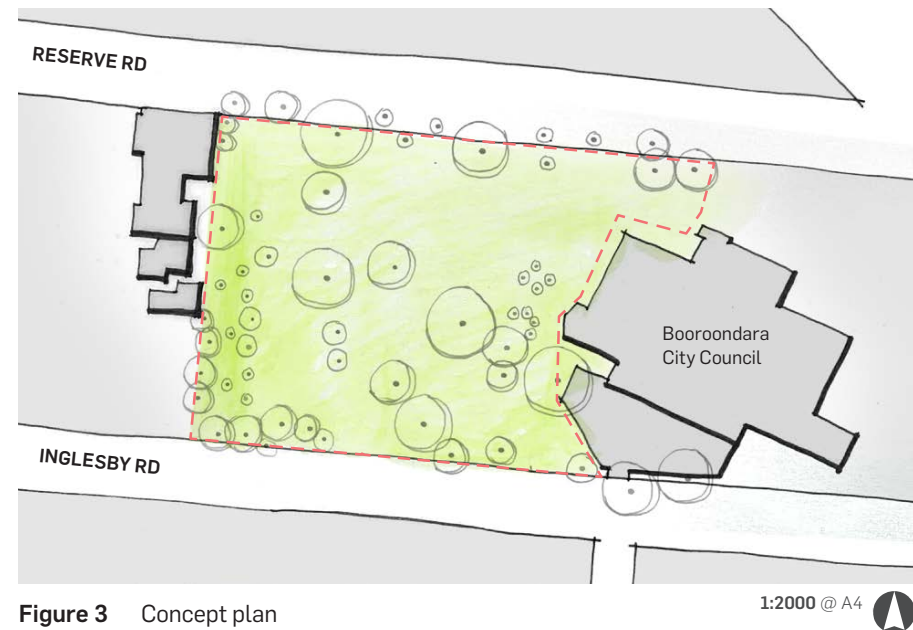 RESERVE RD
Booroondara
City Council
INGLESBY RD
Figure 3 Concept plan
1:2000 @ A4